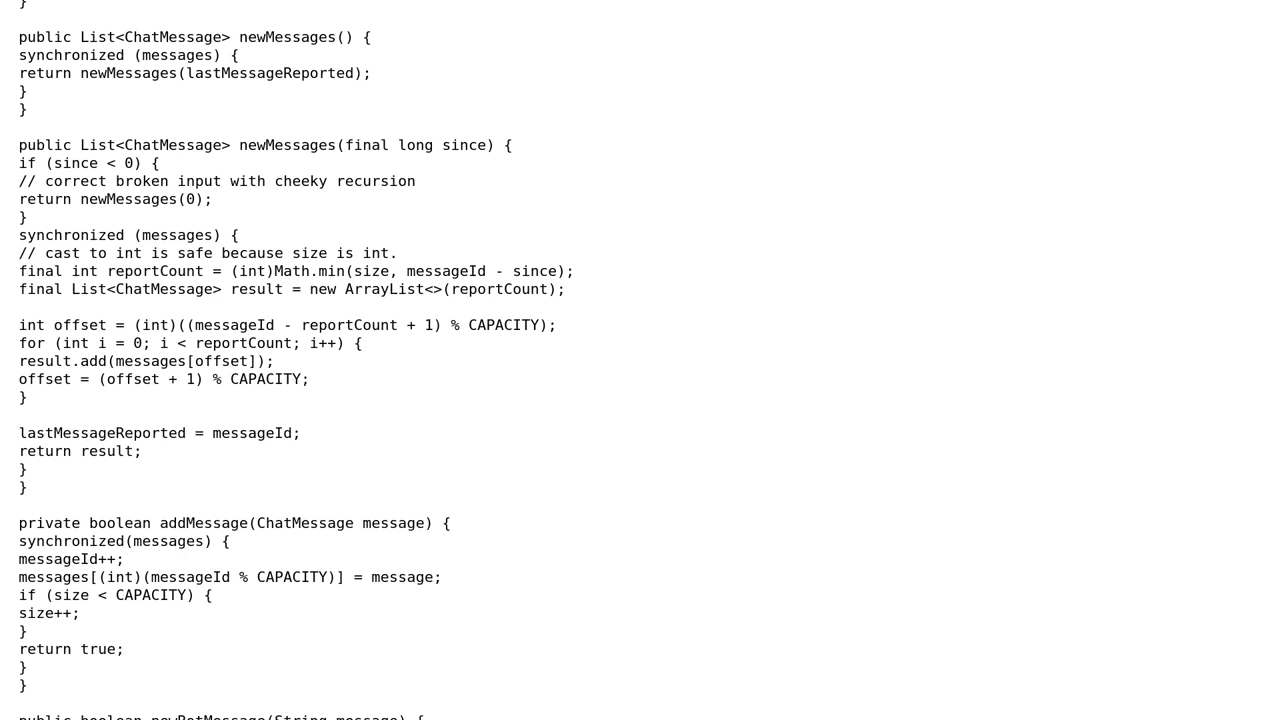 }

public List<ChatMessage> newMessages() {
synchronized (messages) {
return newMessages(lastMessageReported);
}
}

public List<ChatMessage> newMessages(final long since) {
if (since < 0) {
// correct broken input with cheeky recursion
return newMessages(0);
}
synchronized (messages) {
// cast to int is safe because size is int.
final int reportCount = (int)Math.min(size, messageId - since);
final List<ChatMessage> result = new ArrayList<>(reportCount);

int offset = (int)((messageId - reportCount + 1) % CAPACITY);
for (int i = 0; i < reportCount; i++) {
result.add(messages[offset]);
offset = (offset + 1) % CAPACITY;
}

lastMessageReported = messageId;
return result;
}
}

private boolean addMessage(ChatMessage message) {
synchronized(messages) {
messageId++;
messages[(int)(messageId % CAPACITY)] = message;
if (size < CAPACITY) {
size++;
}
return true;
}
}

public boolean newBotMessage(String message) {